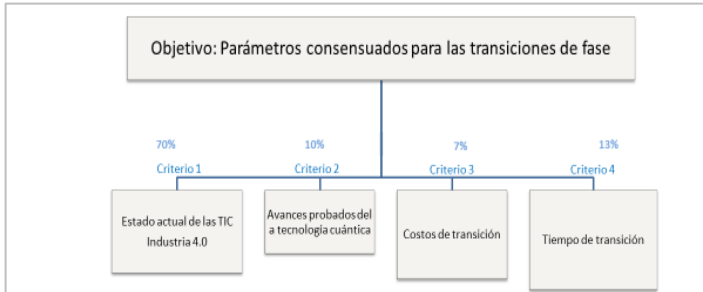 Objetivo: Parámetros consensuados para las transiciones de fase
70%
10%
7%
13%
Criterio 1
Criterio 2
Criterio 3
Criterio 4
Estado actual de las TIC
Industria 4.0
Avances probados del
a tecnología cuántica
Costos de transición
Tiempo de transición